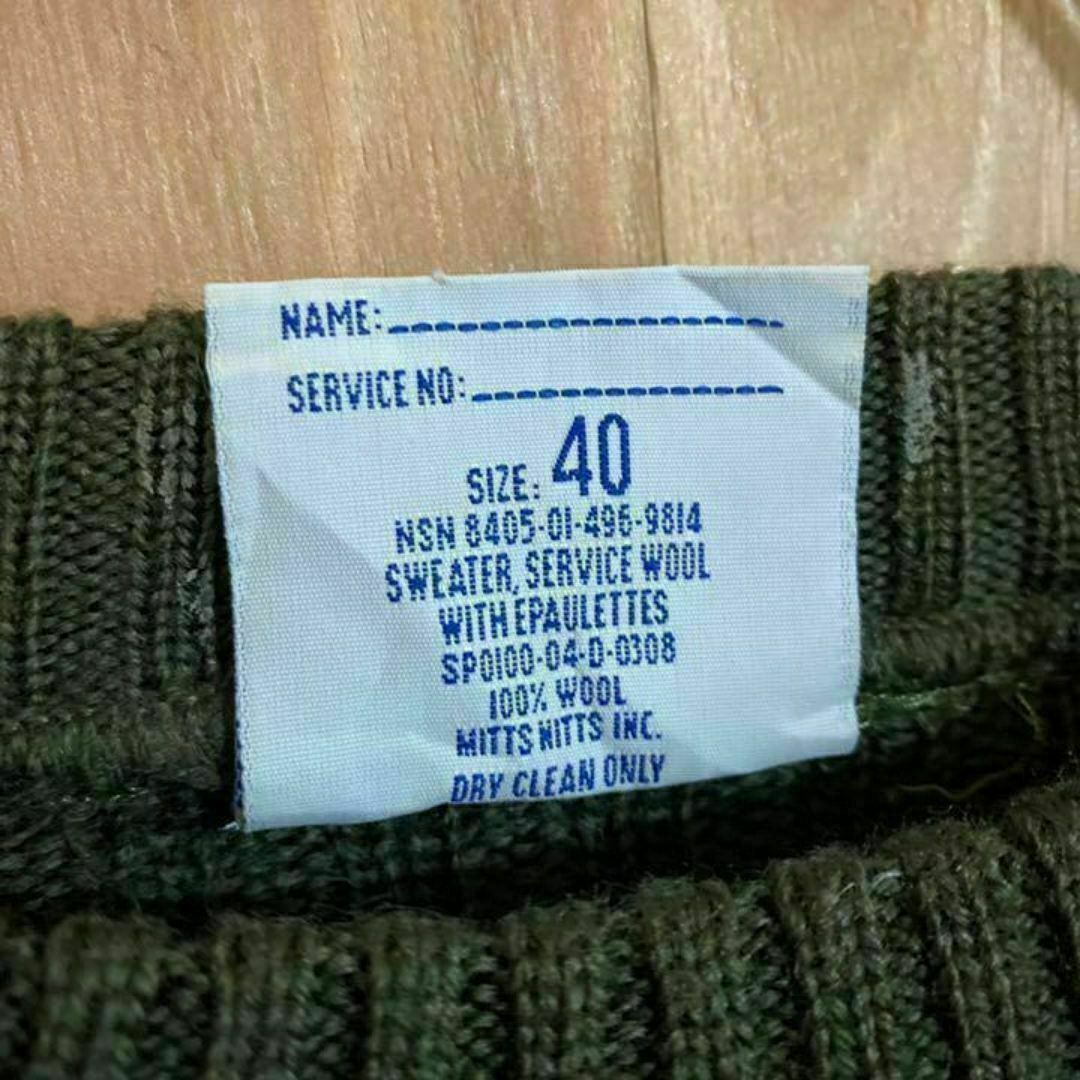 NAME:
SERVICE NO:
SIZE: 40
NSN 8405-01-496-9814
SWEATER, SERVICE WOOL
WITH EPAULETTES
SP0100-04-D-0308
100% WOOL
MITTS NITTS INC.
DRY CLEAN ONLY